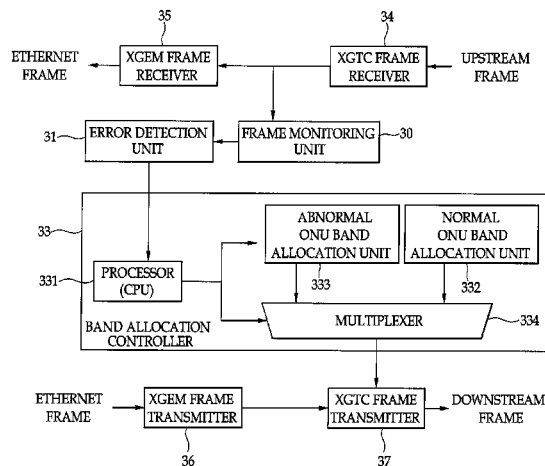 35
34
ETHERNET
FRAME
XGEM FRAME
RECEIVER
XGTC FRAME
RECEIVER
UPSTREAM
FRAME
31
ERROR DETECTION
UNIT
FRAME MONITORING
UNIT
30
33
ABNORMAL
ONU BAND
ALLOCATION UNIT
NORMAL
ONU BAND
ALLOCATION UNIT
331
PROCESSOR
(CPU)
333
332
MULTIPLEXER
334
BAND ALLOCATION
CONTROLLER
ETHERNET
FRAME
XGEM FRAME
TRANSMITTER
XGTC FRAME
TRANSMITTER
DOWNSTREAM
FRAME
36
37